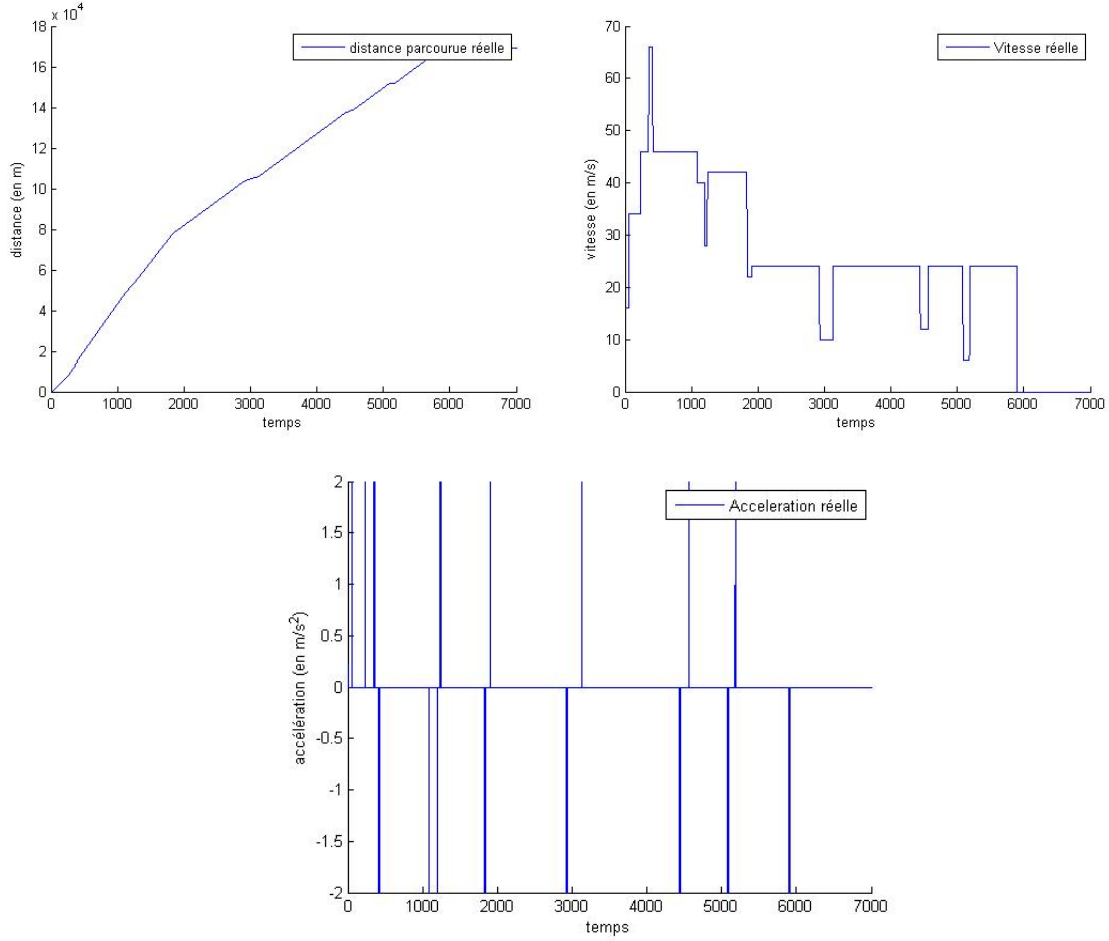 x 10^4
18
16
14
12
10
8
6
4
2
0
distance (en m)
distance parcourue réelle
0 1000 2000 3000 4000 5000 6000 7000
temps
70
60
50
40
30
20
10
0
vitesse (en m/s)
Vitesse réelle
0 1000 2000 3000 4000 5000 6000 7000
temps
2
1.5
1
0.5
0
-0.5
-1
-1.5
-2
accélération (en m/s^2)
Acceleration réelle
0 1000 2000 3000 4000 5000 6000 7000
temps